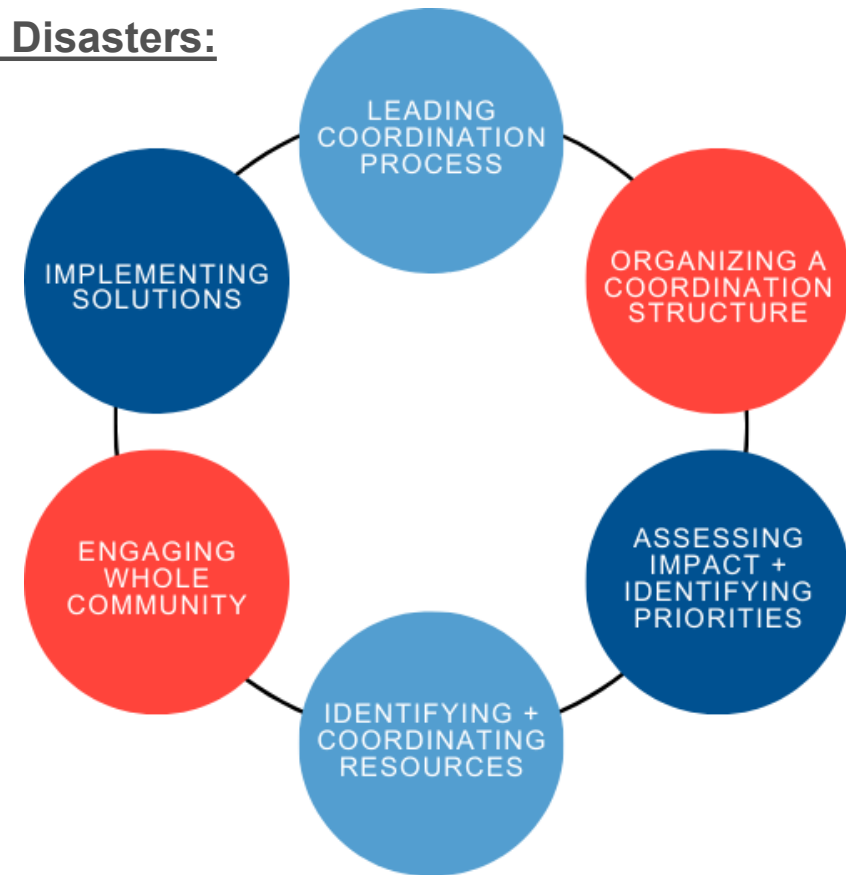 Disasters:
LEADING
COORDINATION
PROCESS
ORGANIZING A
COORDINATION
STRUCTURE
ASSESSING
IMPACT +
IDENTIFYING
PRIORITIES
IDENTIFYING +
COORDINATING
RESOURCES
ENGAGING
WHOLE
COMMUNITY
IMPLEMENTING
SOLUTIONS